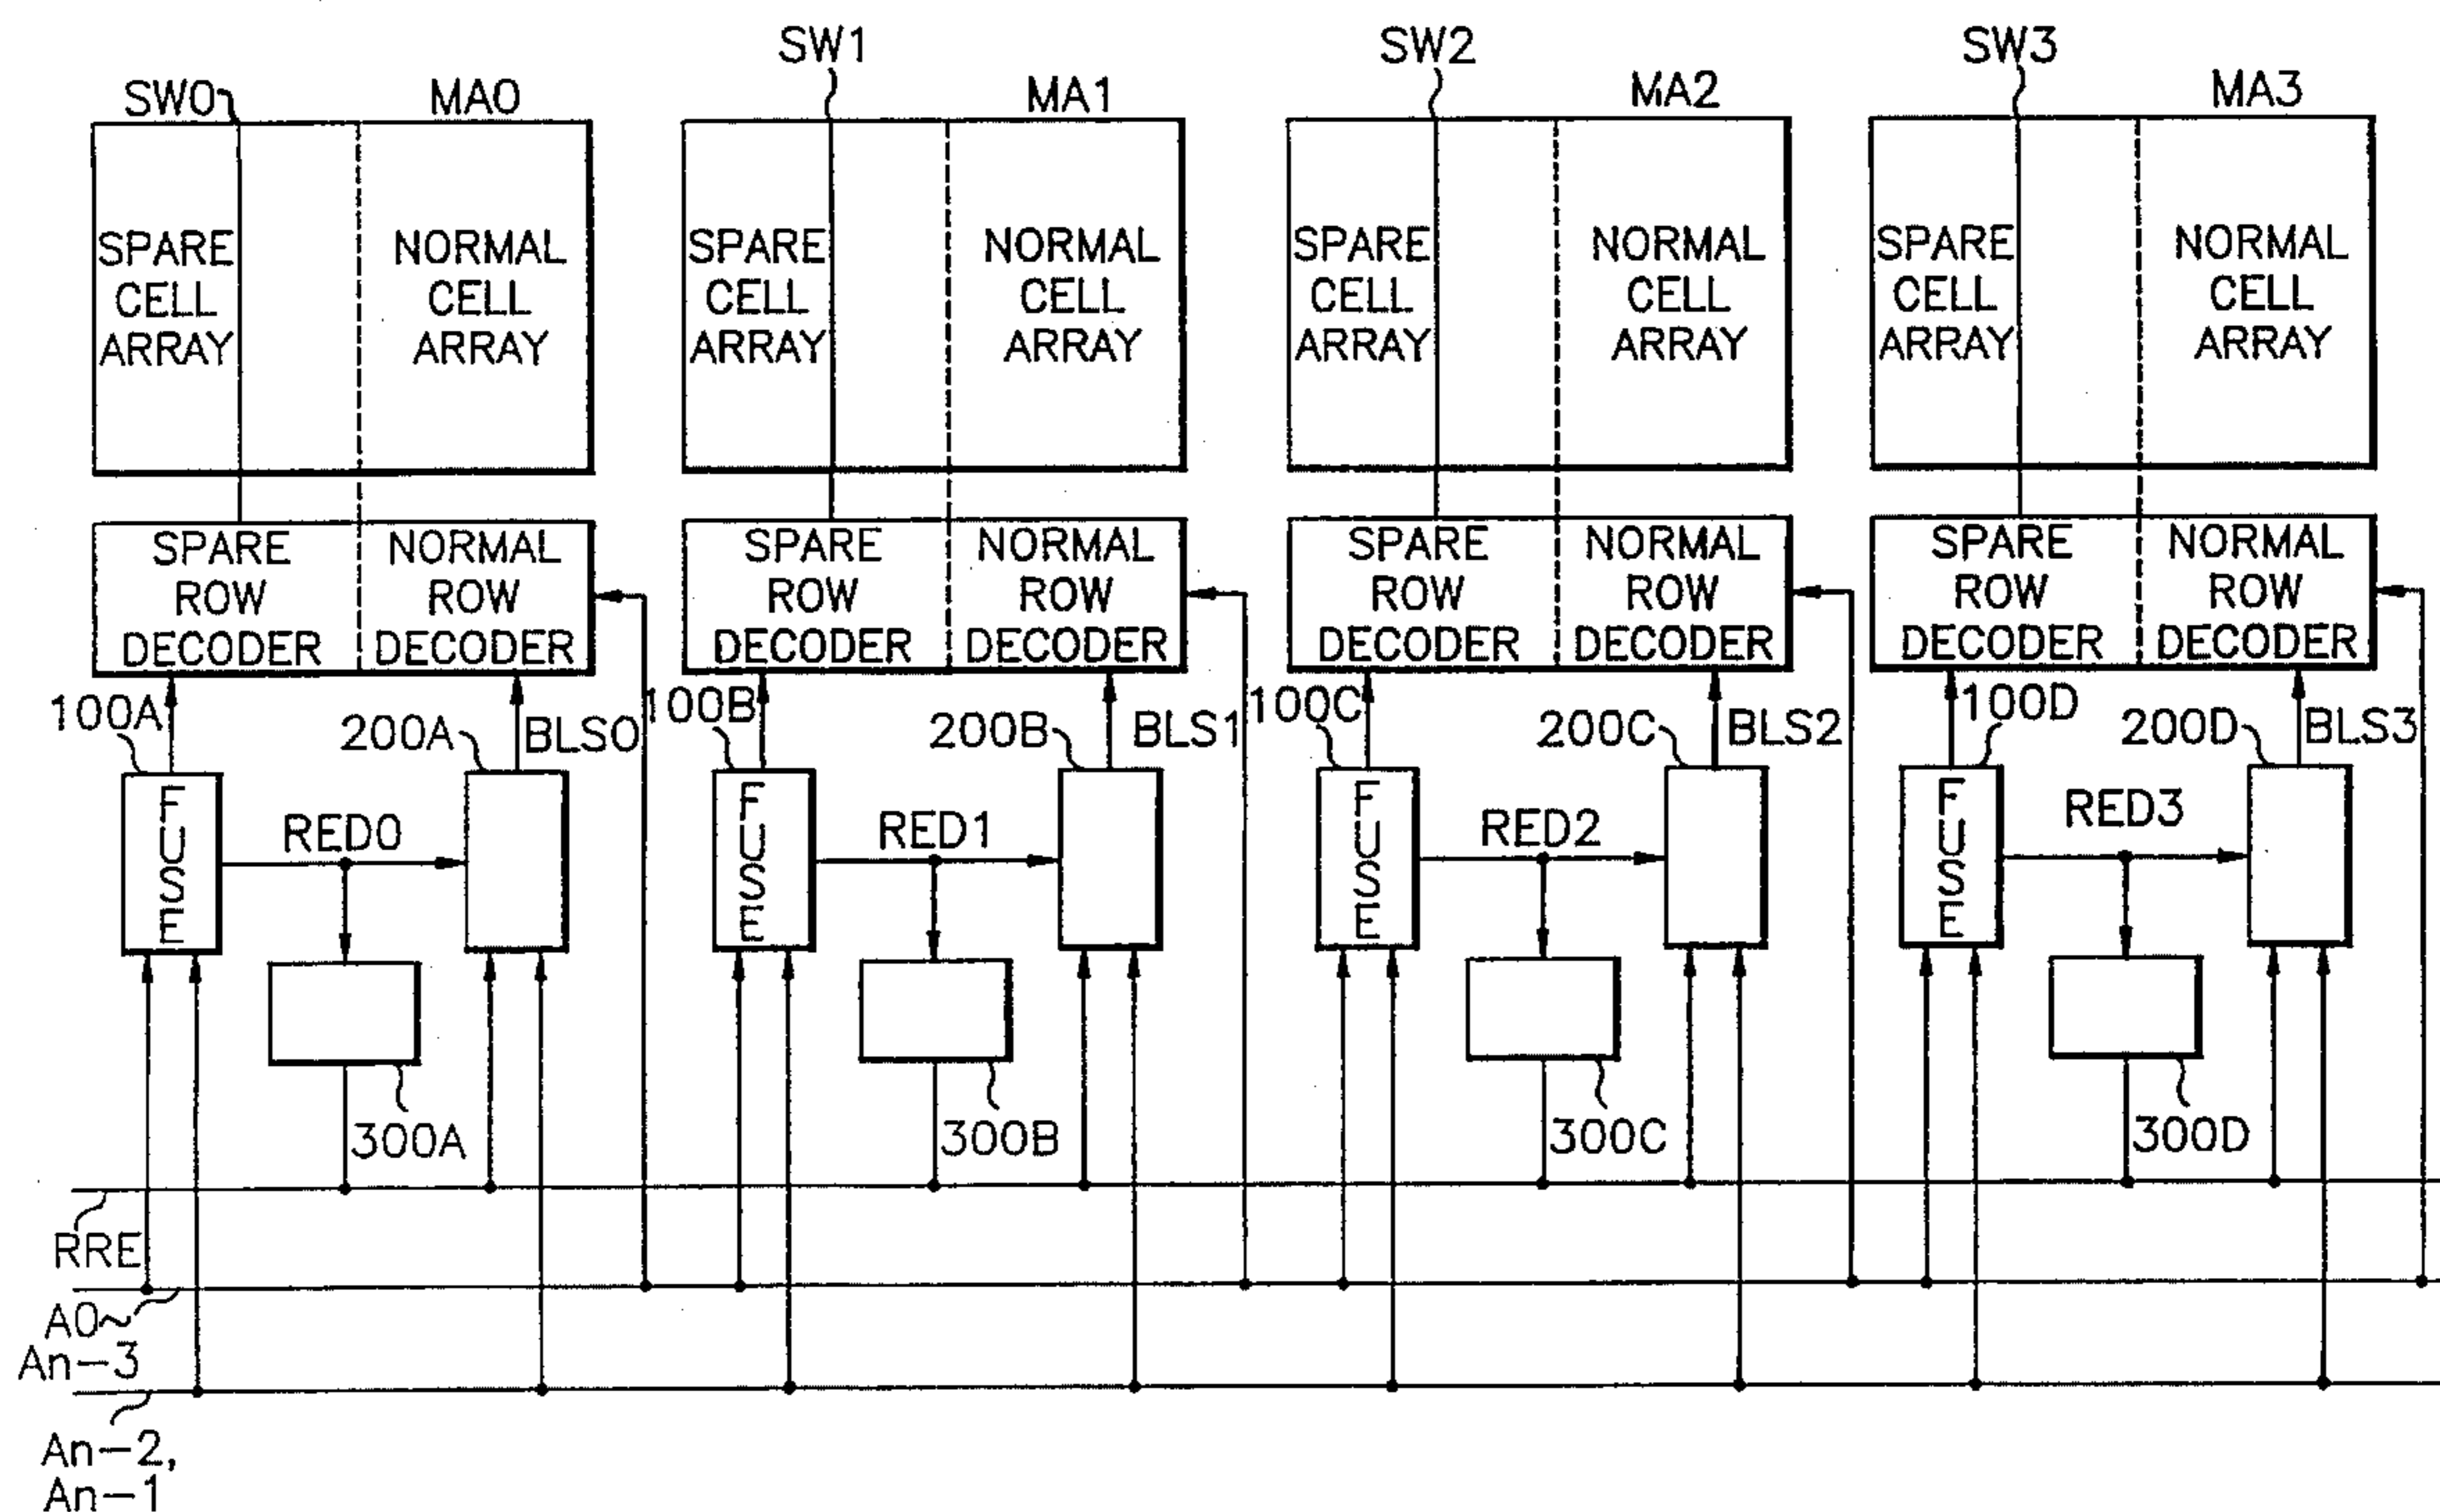 SW0 MA0 SW1 MA1 SW2 MA2 SW3 MA3
SPARE CELL ARRAY
NORMAL CELL ARRAY
SPARE CELL ARRAY
NORMAL CELL ARRAY
SPARE CELL ARRAY
NORMAL CELL ARRAY
SPARE CELL ARRAY
NORMAL CELL ARRAY
SPARE ROW DECODER
NORMAL ROW DECODER
SPARE ROW DECODER
NORMAL ROW DECODER
SPARE ROW DECODER
NORMAL ROW DECODER
SPARE ROW DECODER
NORMAL ROW DECODER
100A 200A BLS0 100B 200B BLS1 100C 200C BLS2 100D 200D BLS3
FUSE RED0 FUSE RED1 FUSE RED2 FUSE RED3
300A 300B 300C 300D
RRE
A0~
An-3
An-2,
An-1